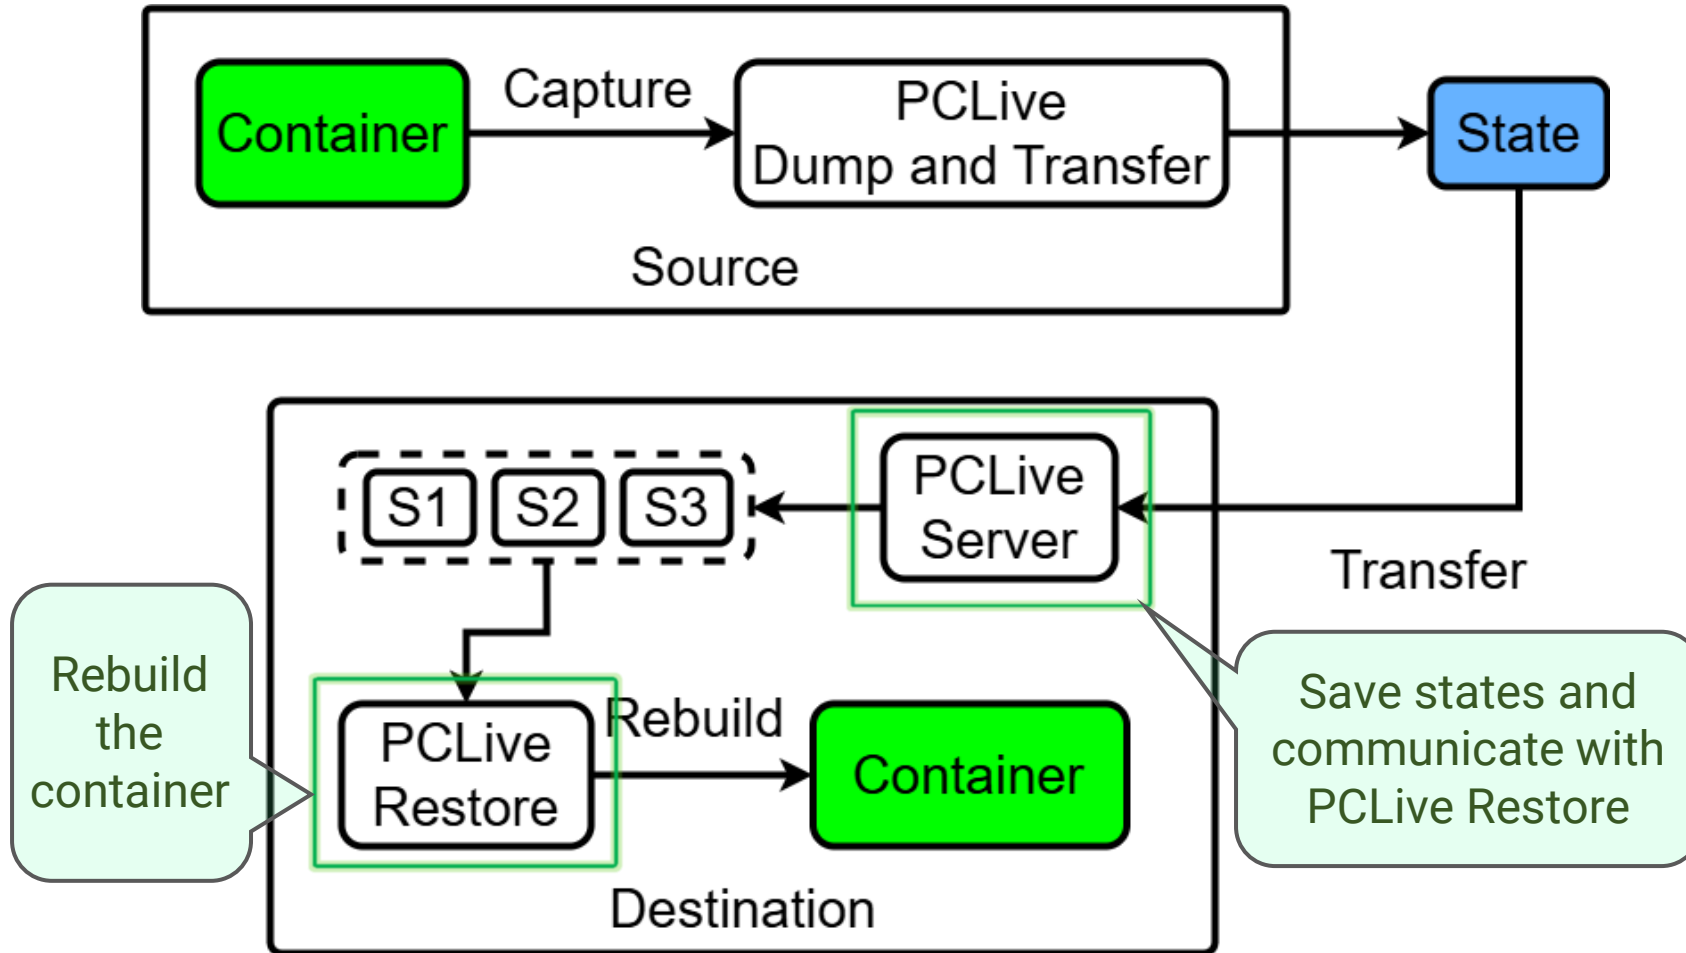 Container
Capture
PCLive
Dump and Transfer
State
Source
S1
S2
S3
PCLive
Server
Transfer
Rebuild
the
container
PCLive
Restore
Rebuild
Container
Save states and
communicate with
PCLive Restore
Destination